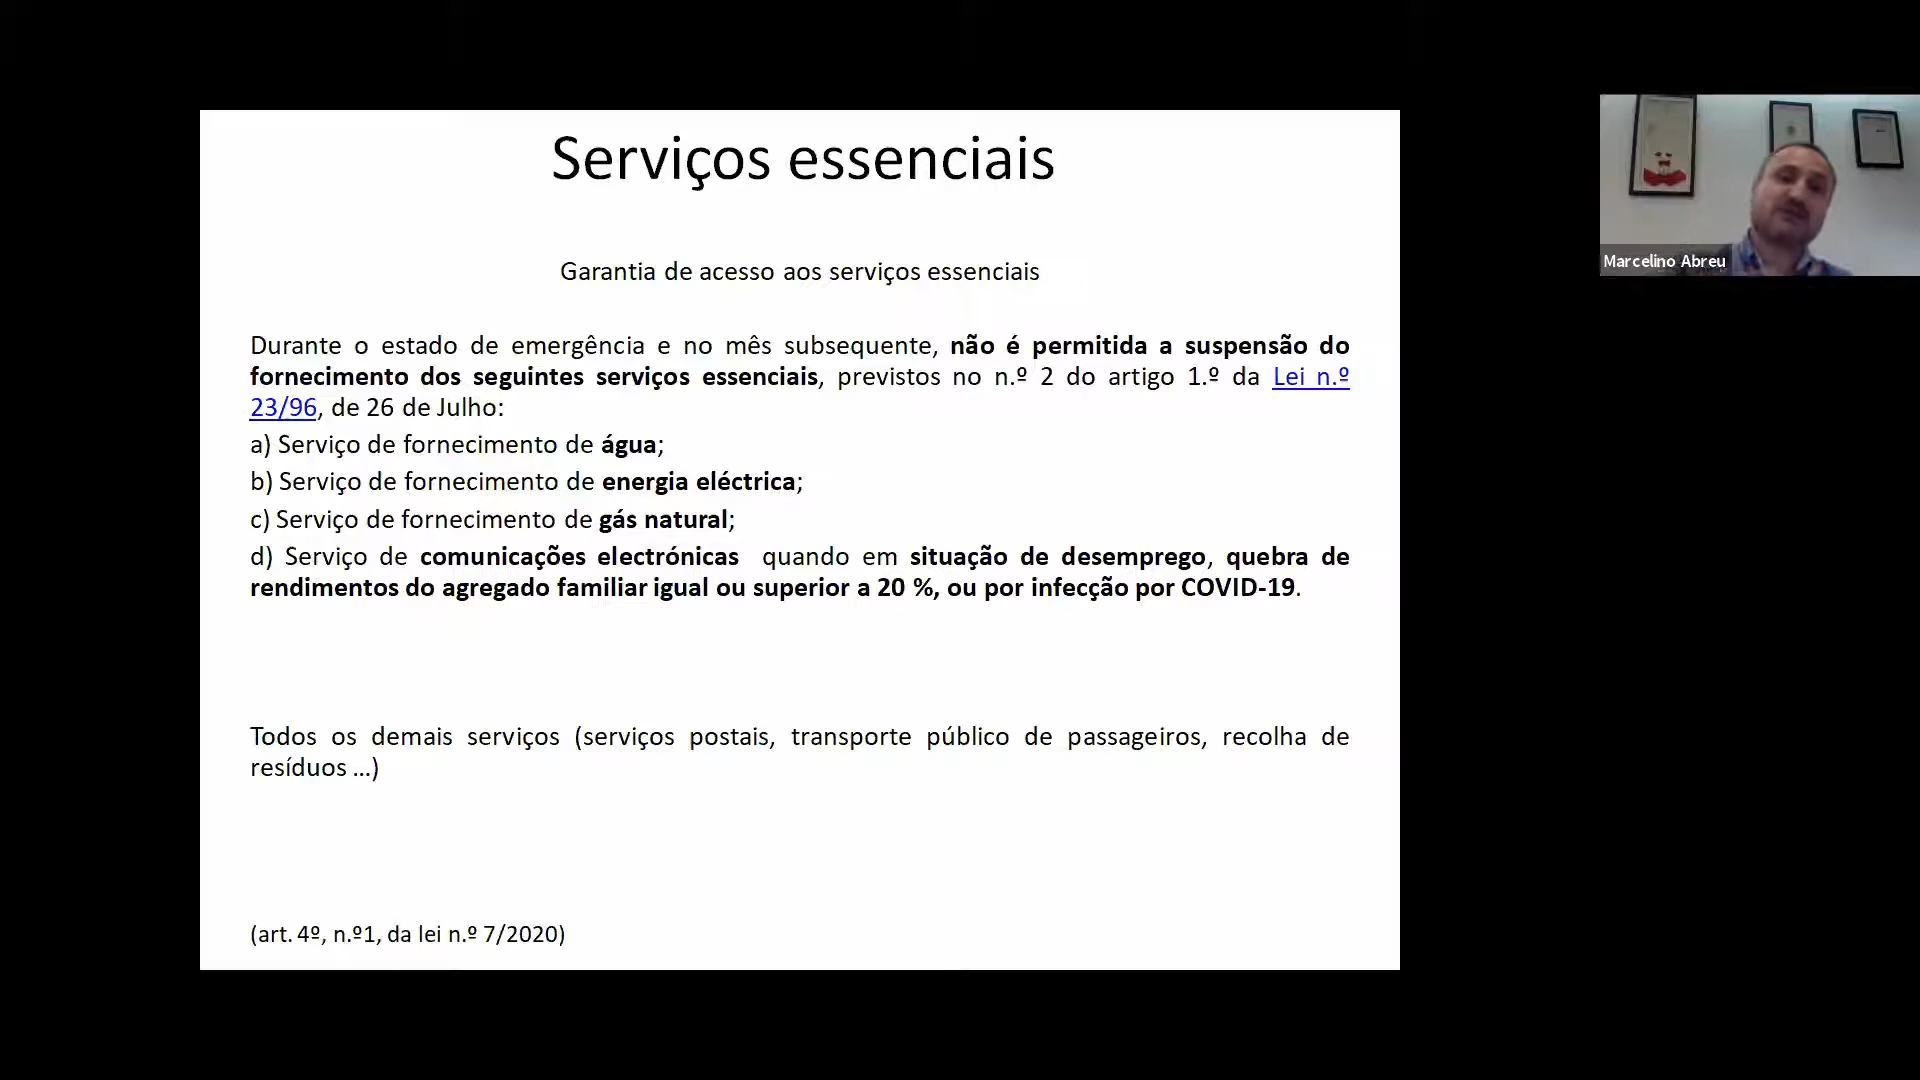 Serviços essenciais
Garantia de acesso aos serviços essenciais
Durante o estado de emergência e no mês subsequente, não é permitida a suspensão do
fornecimento dos seguintes serviços essenciais, previstos no n.º 2 do artigo 1.º da Lei n.º
23/96, de 26 de Julho:
a) Serviço de fornecimento de água;
b) Serviço de fornecimento de energia eléctrica;
c) Serviço de fornecimento de gás natural;
d) Serviço de comunicações electrónicas quando em situação de desemprego, quebra de
rendimentos do agregado familiar igual ou superior a 20 %, ou por infecção por COVID-19.
Todos os demais serviços (serviços postais, transporte público de passageiros, recolha de
resíduos ...)
(art. 4º, n.º1, da lei n.º 7/2020)
Marcelino Abreu